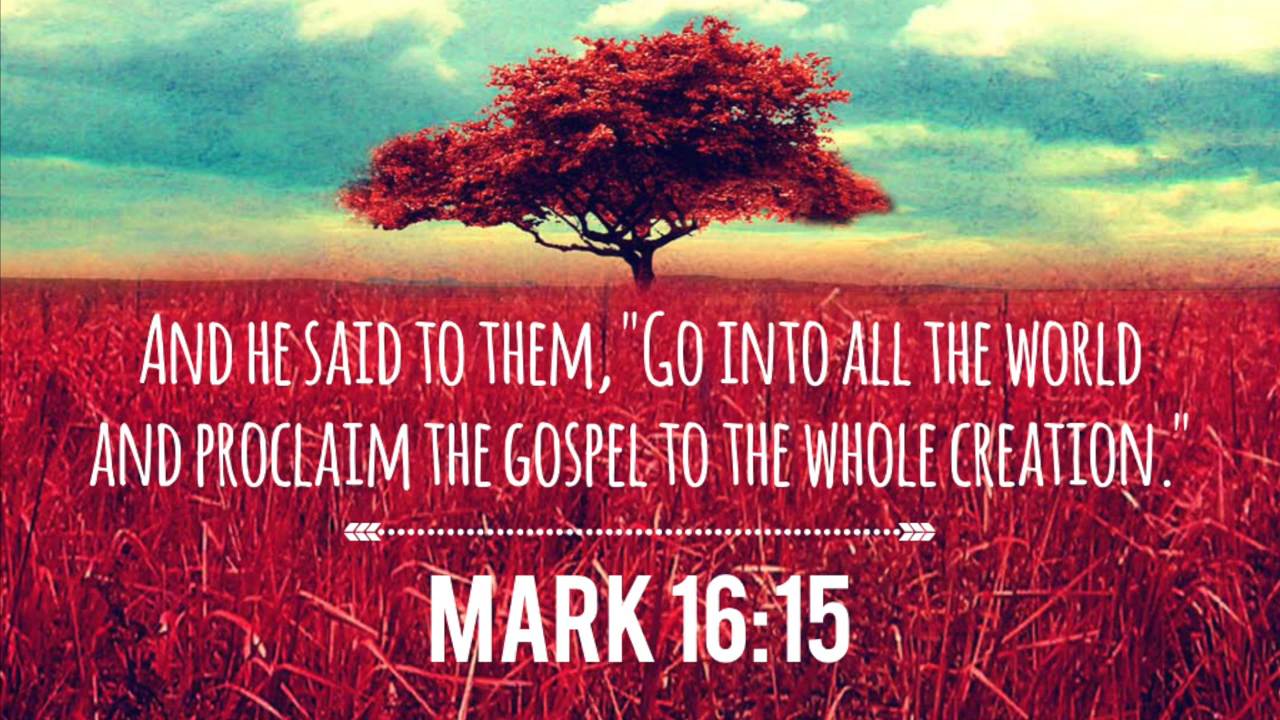 And he said to them, "Go into all the world
and proclaim the gospel to the whole creation."
MARK 16:15